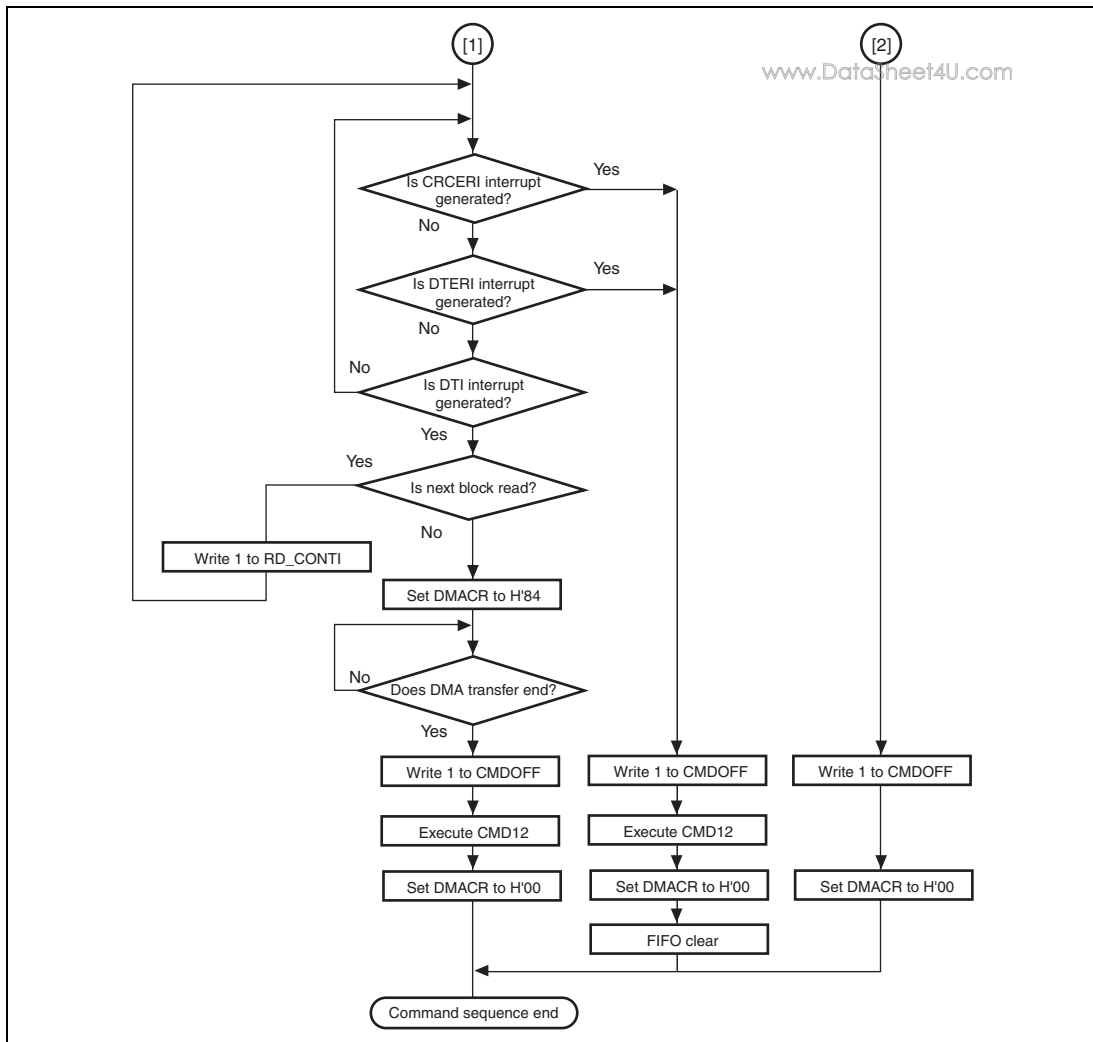 [1]
[2]
www.DataSheet4U.com
Is CRCERI interrupt
generated?
Yes
No
Is DTERI interrupt
generated?
Yes
No
No
Is DTI interrupt
generated?
Yes
Yes
Is next block read?
No
Write 1 to RD_CONTI
Set DMACR to H'84
No
Does DMA transfer end?
Yes
Write 1 to CMDOFF
Write 1 to CMDOFF
Write 1 to CMDOFF
Execute CMD12
Execute CMD12
Set DMACR to H'00
Set DMACR to H'00
Set DMACR to H'00
FIFO clear
Command sequence end